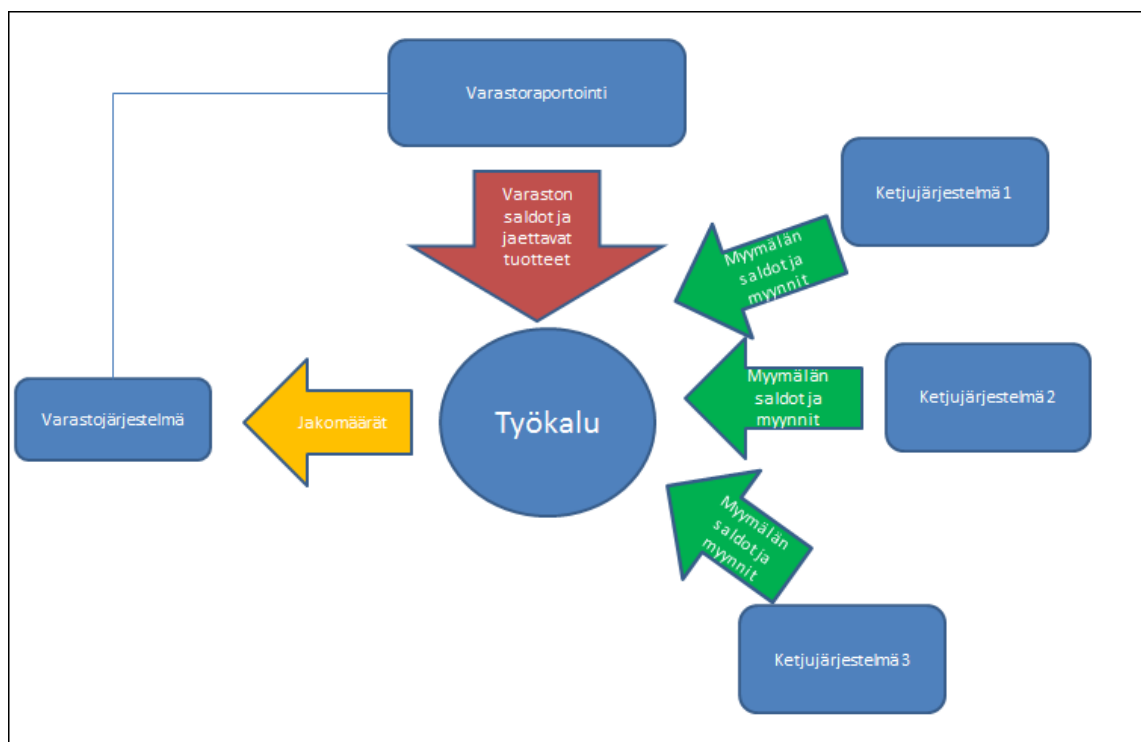 Varastoraportointi
Varaston
saldot ja
jaettavat
tuotteet
Ketjujärjestelmä 1
Myymälän
saldot ja
myynnit
Varastojärjestelmä
Jakomäärät
Työkalu
Myymälän
saldot ja
myynnit
Ketjujärjestelmä 2
Myymälän
saldot ja
myynnit
Ketjujärjestelmä 3